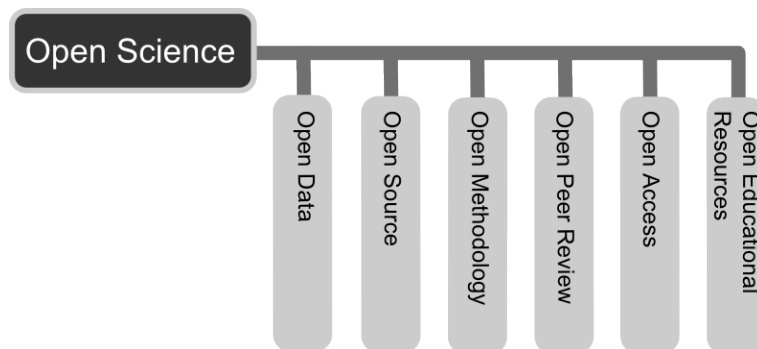 Open Science
Open Data
Open Source
Open Methodology
Open Peer Review
Open Access
Open Educational
Resources